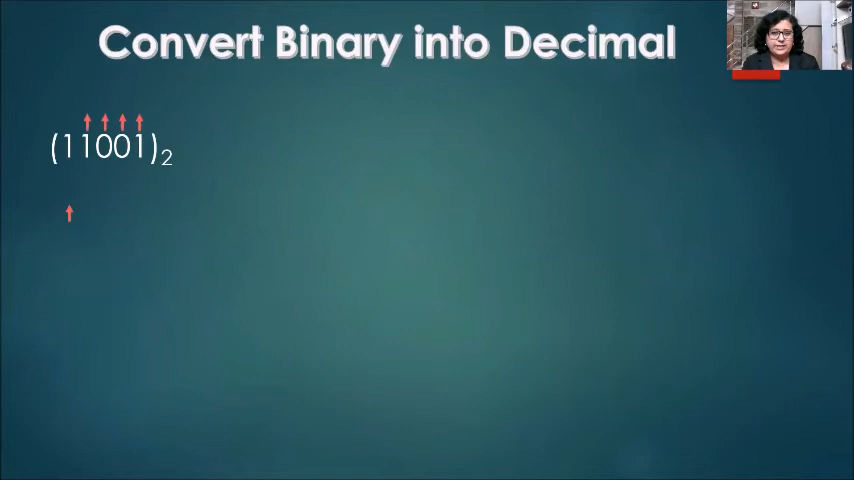 Convert Binary into Decimal
(11001)₂